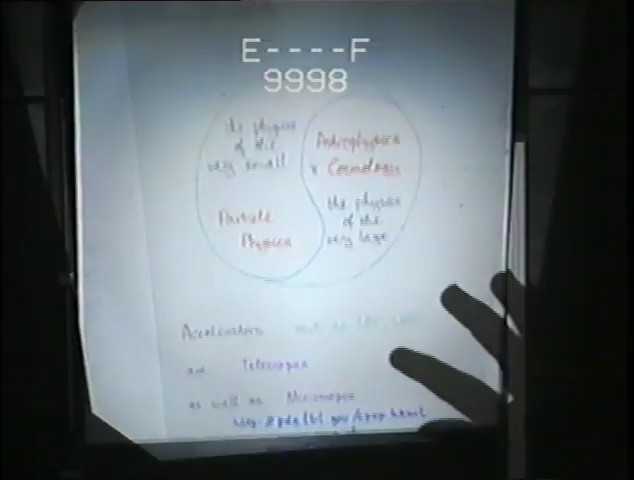 E----F
9998
the physics
of the
very small
Astrophysics
& Cosmology
the physics
of the
very large
Particle
Physics
Accelerators
are Telescopes
as well as Microscopes